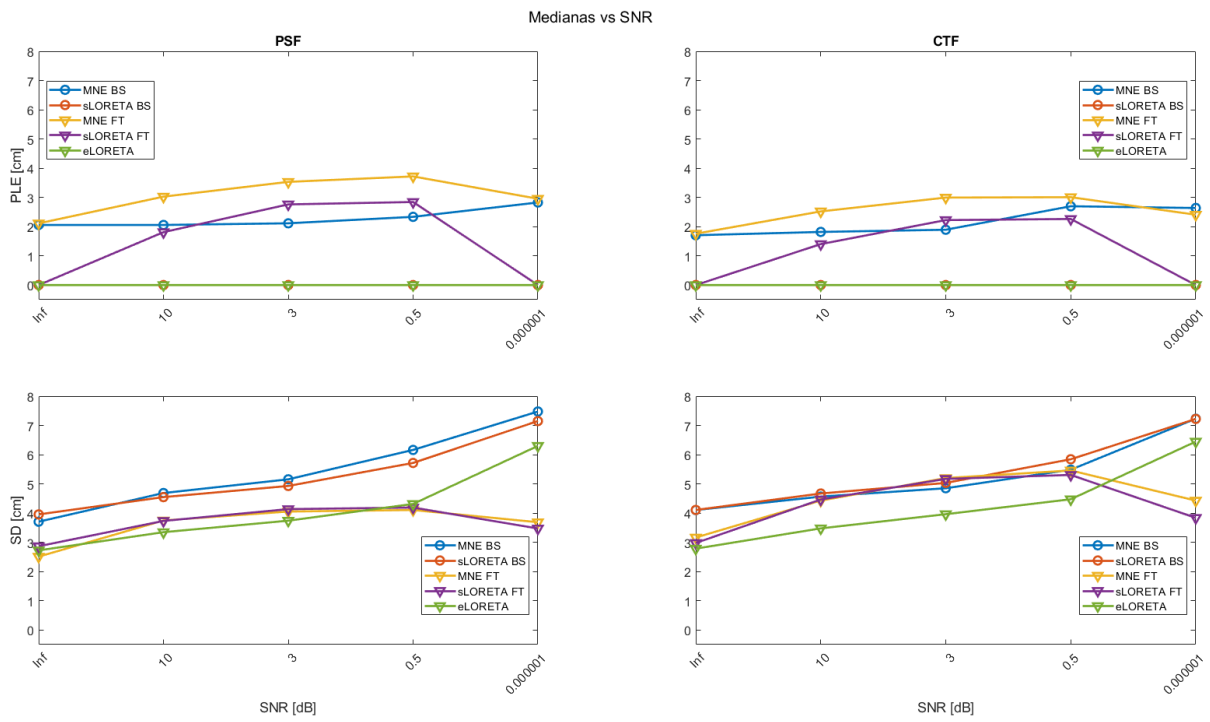 Medianas vs SNR
PSF
PLE [cm]
8
7
6
5
4
3
2
1
0
MNE BS
sLORETA BS
MNE FT
sLORETA FT
eLORETA
Inf
10
3
0.5
0.000001
CTF
8
7
6
5
4
3
2
1
0
MNE BS
sLORETA BS
MNE FT
sLORETA FT
eLORETA
Inf
10
3
0.5
0.000001
SD [cm]
8
7
6
5
4
3
2
1
0
MNE BS
sLORETA BS
MNE FT
sLORETA FT
eLORETA
Inf
10
3
0.5
0.000001
SNR [dB]
8
7
6
5
4
3
2
1
0
MNE BS
sLORETA BS
MNE FT
sLORETA FT
eLORETA
Inf
10
3
0.5
0.000001
SNR [dB]